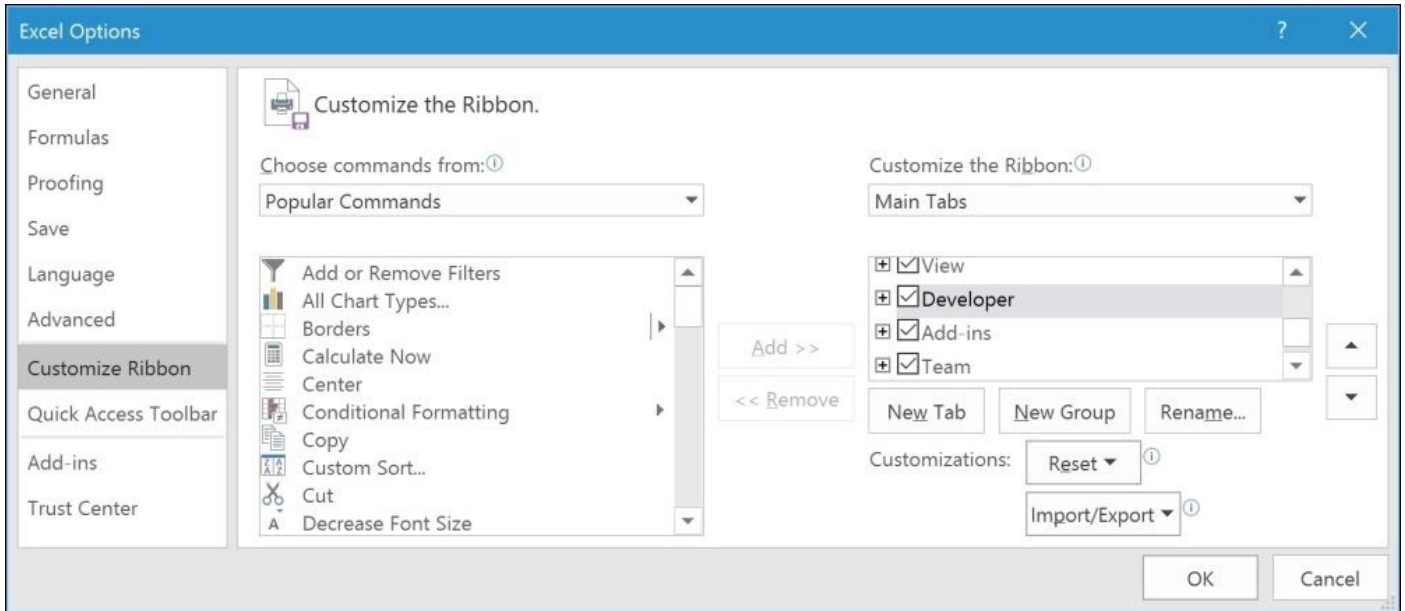 Excel Options
General
Formulas
Proofing
Save
Language
Advanced
Customize Ribbon
Quick Access Toolbar
Add-ins
Trust Center
Customize the Ribbon.
Choose commands from:
Popular Commands
Add or Remove Filters
All Chart Types...
Borders
Calculate Now
Center
Conditional Formatting
Copy
Custom Sort...
Cut
Decrease Font Size
Add >>
<< Remove
Customize the Ribbon:
Main Tabs
View
Developer
Add-ins
Team
New Tab
New Group
Rename...
Customizations:
Reset
Import/Export
OK
Cancel